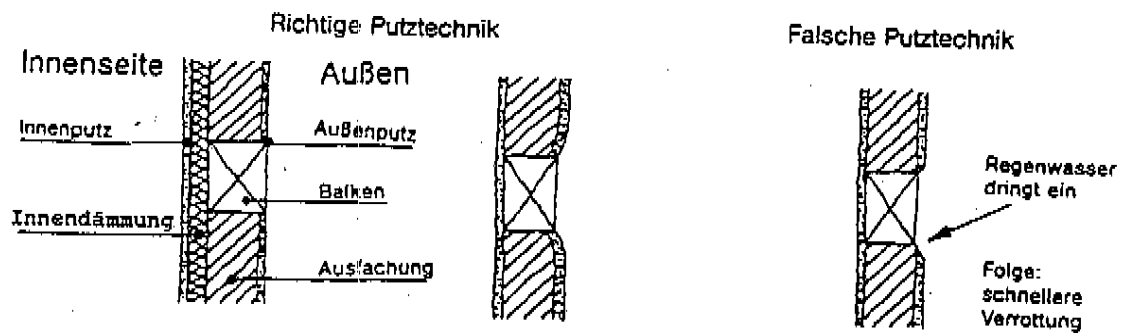 Richtige Putztechnik
Falsche Putztechnik
Innenseite
Außen
Innenputz
Außenputz
Balken
Innendämmung
Ausfachung
Regenwasser
dringt ein
Folge:
schnellere
Verrottung